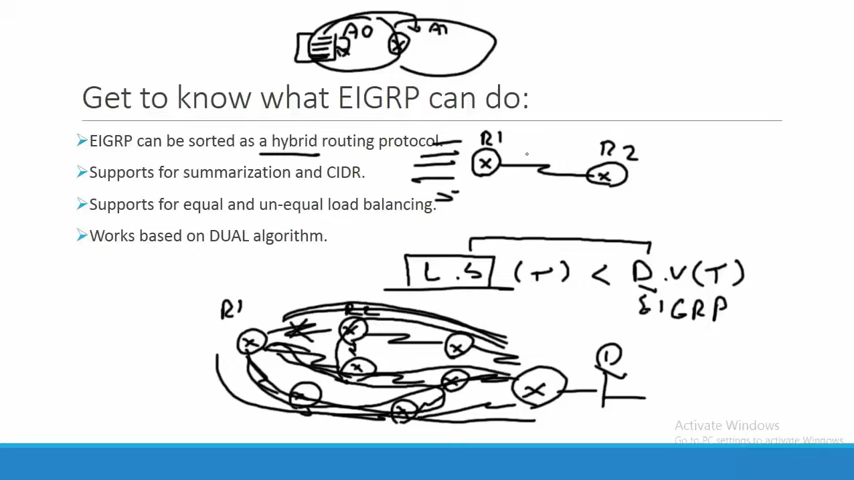 A0 A1
Get to know what EIGRP can do:
EIGRP can be sorted as a hybrid routing protocol.
R1
R2
Supports for summarization and CIDR.
Supports for equal and un-equal load balancing.
Works based on DUAL algorithm.
L.S (T) < D.V(T)
EIGRP
R1 R2
D
Activate Windows
Go to PC settings to activate Windows.